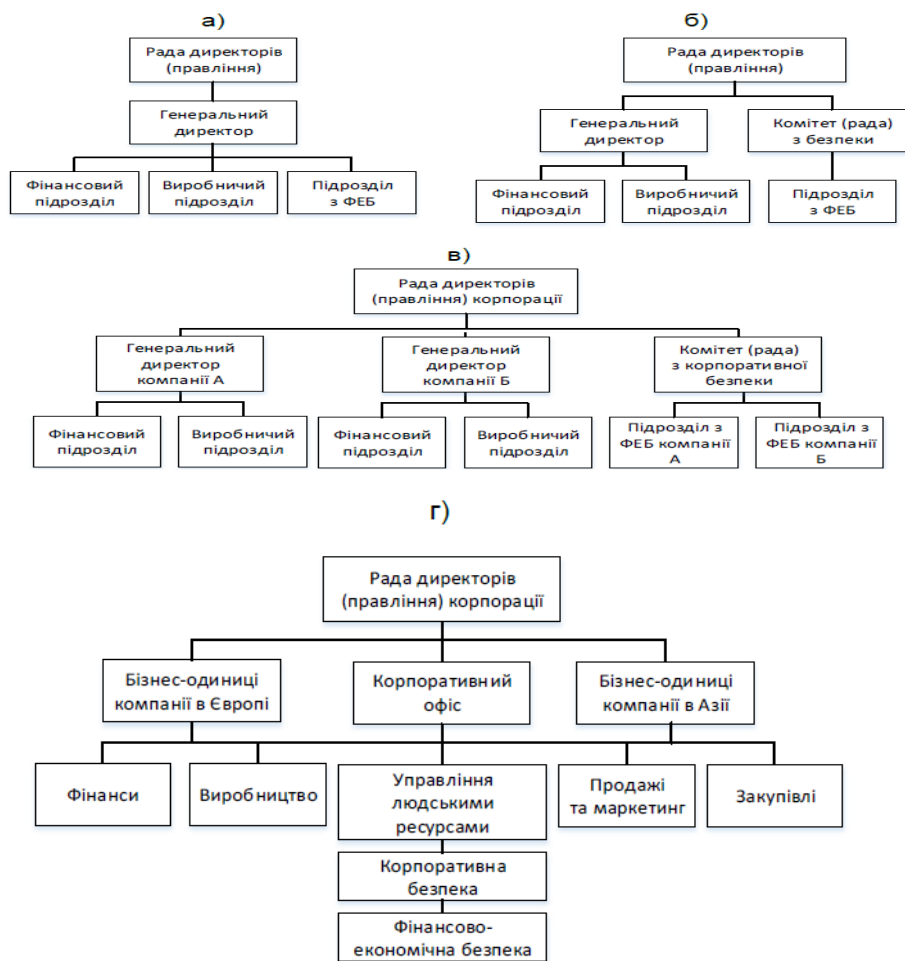 а)
Рада директорів
(правління)
Генеральний
директор
Фінансовий
підрозділ
Виробничий
підрозділ
Підрозділ
з ФЕБ
б)
Рада директорів
(правління)
Генеральний
директор
Комітет (рада)
з безпеки
Фінансовий
підрозділ
Виробничий
підрозділ
Підрозділ
з ФЕБ
в)
Рада директорів
(правління) корпорації
Генеральний
директор
компанії А
Генеральний
директор
компанії Б
Комітет (рада)
з корпоративної
безпеки
Фінансовий
підрозділ
Виробничий
підрозділ
Фінансовий
підрозділ
Виробничий
підрозділ
Підрозділ з
ФЕБ компанії
А
Підрозділ з
ФЕБ компанії
Б
г)
Рада директорів
(правління) корпорації
Бізнес-одиниці
компанії в Європі
Корпоративний
офіс
Бізнес-одиниці
компанії в Азії
Фінанси
Виробництво
Управління
людськими
ресурсами
Продажі
та маркетинг
Закупівлі
Корпоративна
безпека
Фінансово-
економічна безпека